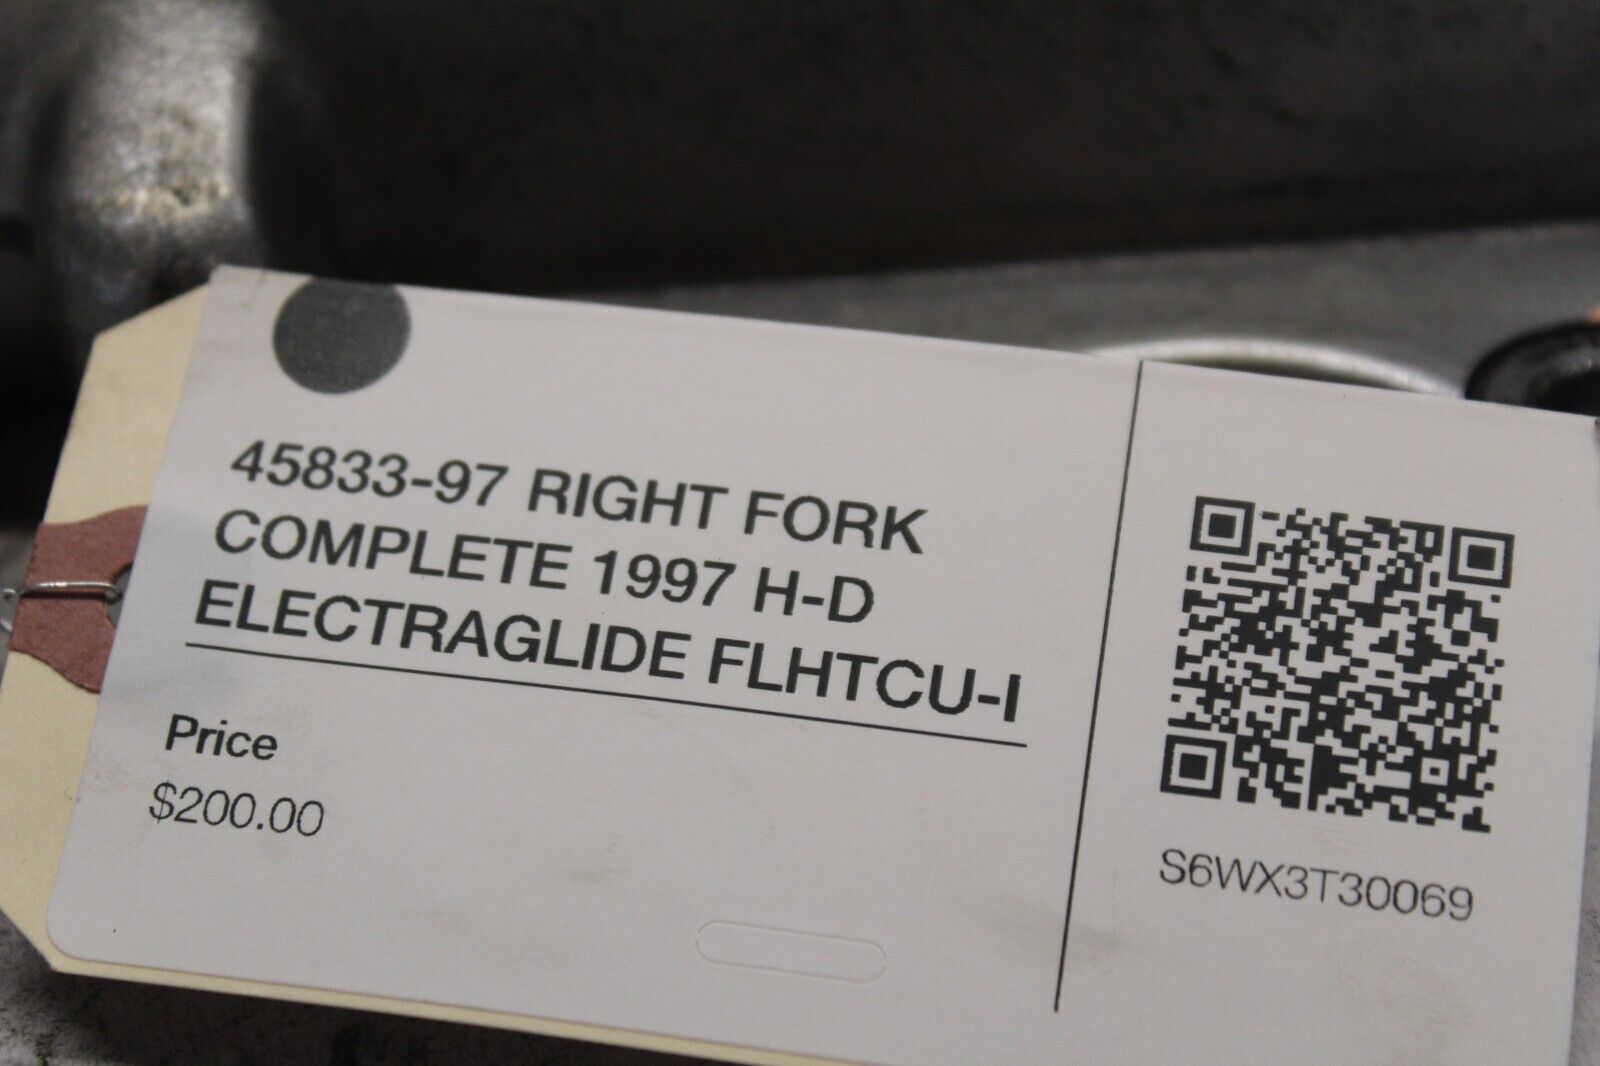 45833-97 RIGHT FORK
COMPLETE 1997 H-D
ELECTRAGLIDE FLHTCU-I
Price
$200.00
S6WX3T30069